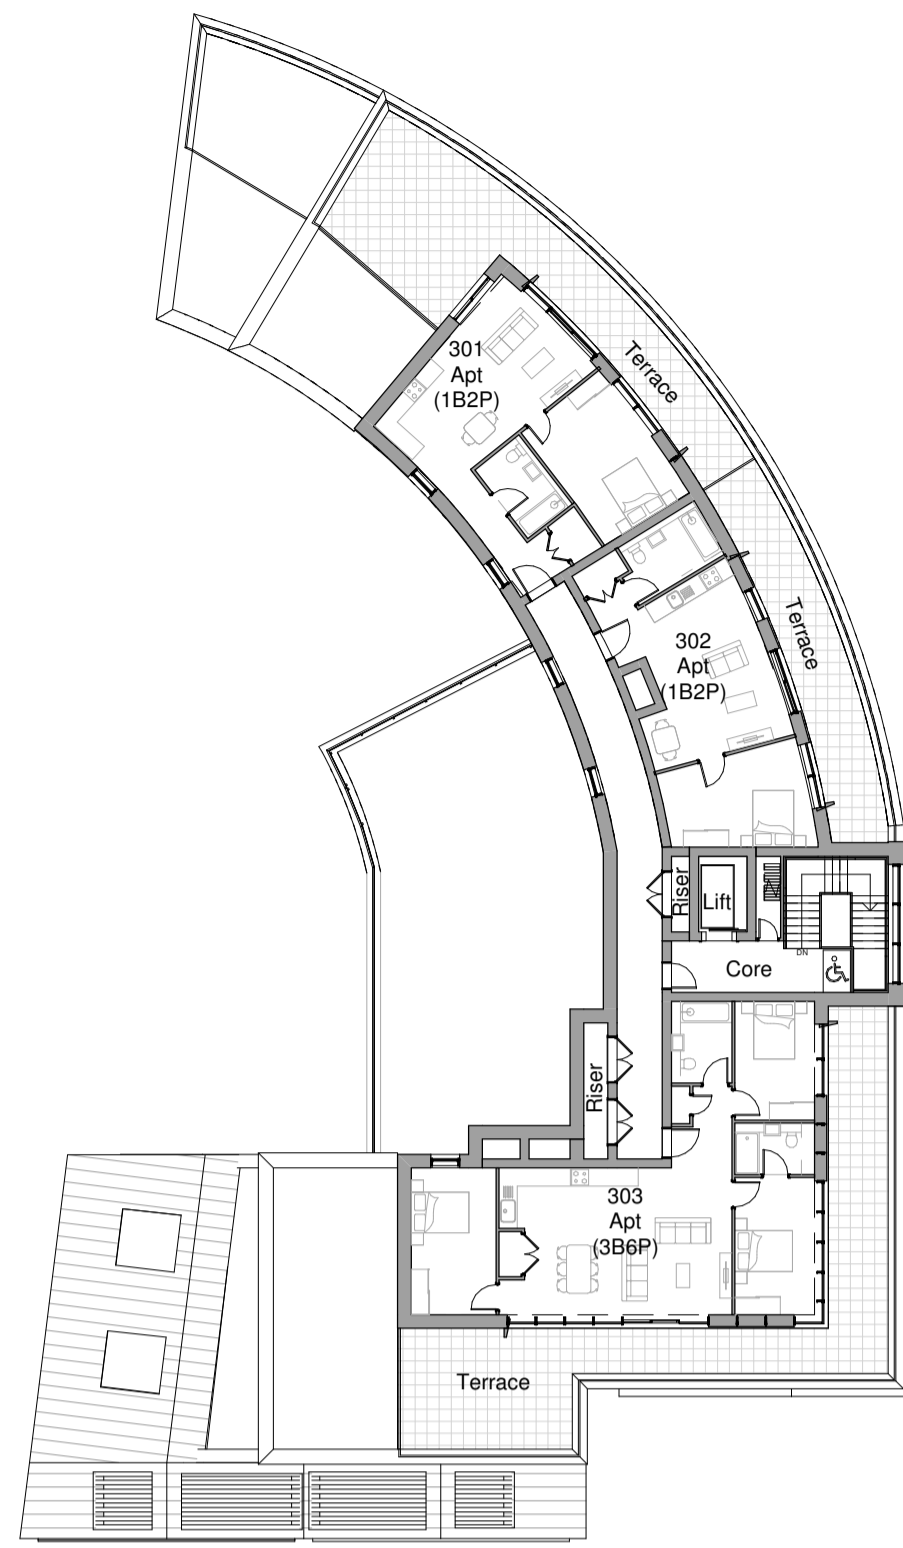 301
Apt
(1B2P)
Terrace
302
Apt
(1B2P)
Terrace
Riser
Lift
DN
Core
Riser
303
Apt
(3B6P)
Terrace